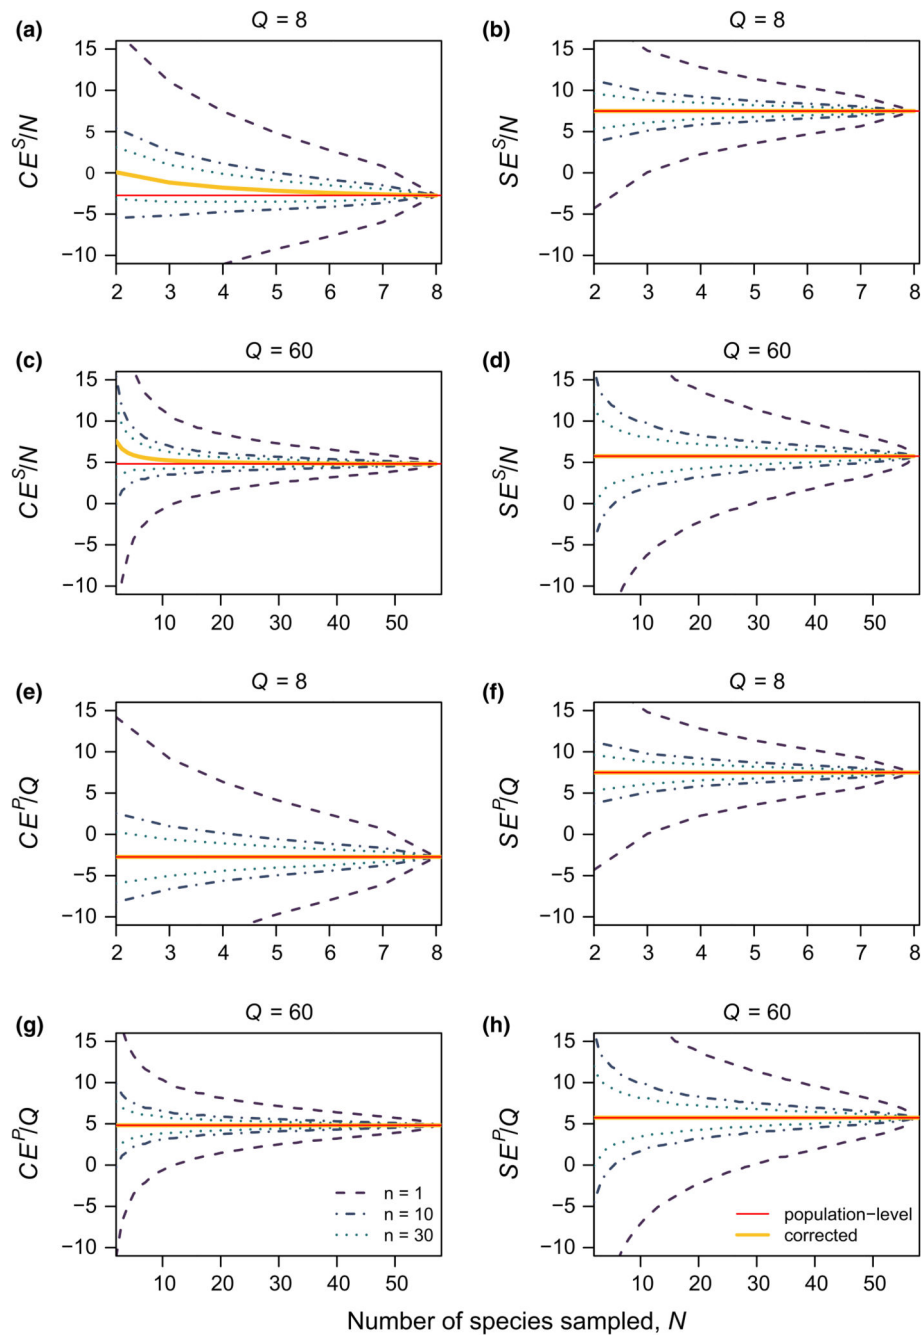 (a) Q = 8
CE^S/N
15
10
5
0
−5
−10
2 3 4 5 6 7 8
(b) Q = 8
SE^S/N
15
10
5
0
−5
−10
2 3 4 5 6 7 8
(c) Q = 60
CE^S/N
15
10
5
0
−5
−10
10 20 30 40 50
(d) Q = 60
SE^S/N
15
10
5
0
−5
−10
10 20 30 40 50
(e) Q = 8
CE^P/Q
15
10
5
0
−5
−10
2 3 4 5 6 7 8
(f) Q = 8
SE^P/Q
15
10
5
0
−5
−10
2 3 4 5 6 7 8
(g) Q = 60
CE^P/Q
15
10
5
0
−5
−10
n = 1
n = 10
n = 30
10 20 30 40 50
(h) Q = 60
SE^P/Q
15
10
5
0
−5
−10
population−level
corrected
10 20 30 40 50
Number of species sampled, N